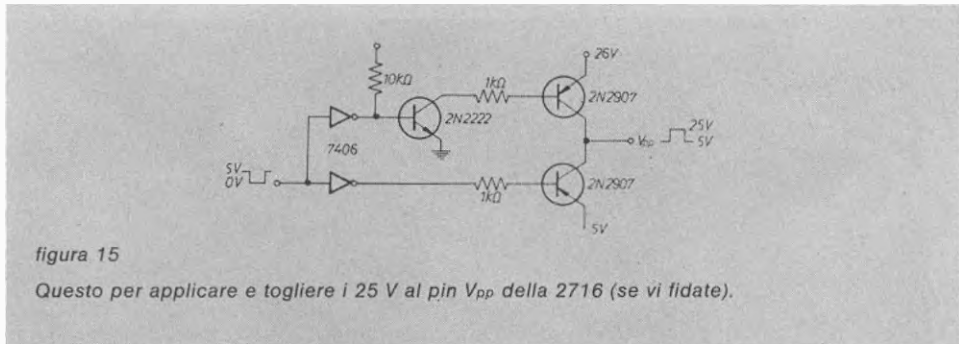 26V
10kΩ
1kΩ
2N2907
2N2222
25V
Vpp
5V
7406
5V
0V
2N2907
1kΩ
5V
figura 15
Questo per applicare e togliere i 25 V al pin Vpp della 2716 (se vi fidate).